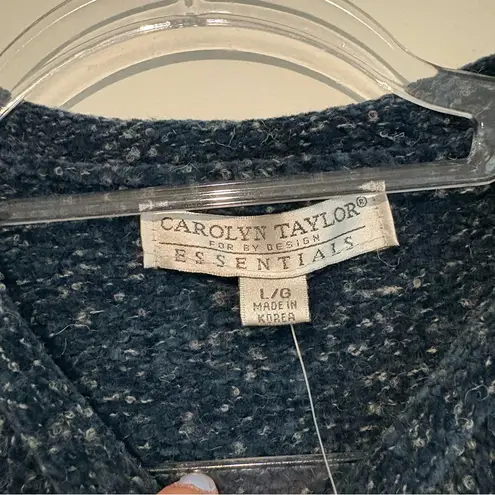 CAROLYN TAYLOR®
FOR BY DESIGN
ESSENTIALS
L/G
MADE IN
KOREA